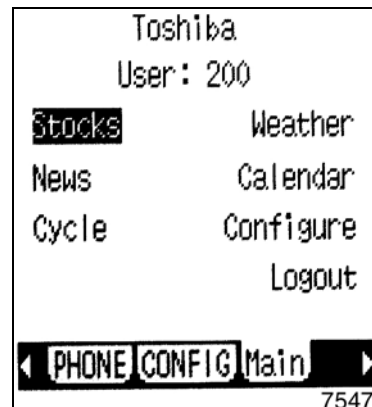 Toshiba
User: 200
Stocks Weather
News Calendar
Cycle Configure
Logout
PHONE CONFIG Main
7547